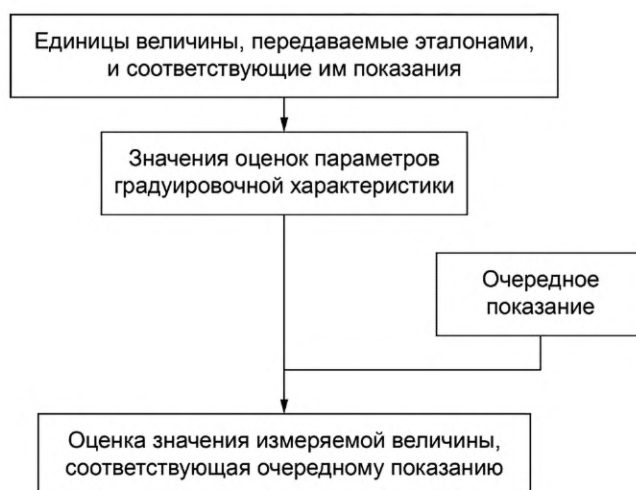 Единицы величины, передаваемые эталонами,
и соответствующие им показания
Значения оценок параметров
градуировочной характеристики
Очередное
показание
Оценка значения измеряемой величины,
соответствующая очередному показанию